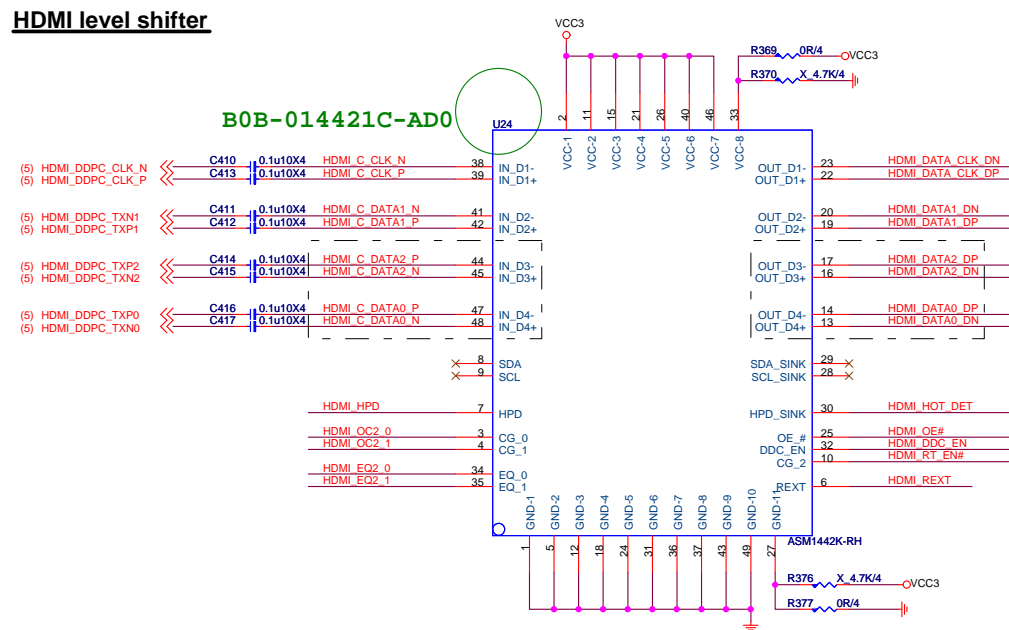 HDMI level shifter
VCC3
R369 0R/4 VCC3
R370 X_4.7K/4
B0B-014421C-AD0
U24
2 11 15 21 26 40 46 33
VCC-1 VCC-2 VCC-3 VCC-4 VCC-5 VCC-6 VCC-7 VCC-8
(5) HDMI_DDPC_CLK_N C410 0.1u10X4 HDMI_C_CLK_N 38 IN_D1- OUT_D1- 23 HDMI_DATA_CLK_DN
(5) HDMI_DDPC_CLK_P C413 0.1u10X4 HDMI_C_CLK_P 39 IN_D1+ OUT_D1+ 22 HDMI_DATA_CLK_DP
(5) HDMI_DDPC_TXN1 C411 0.1u10X4 HDMI_C_DATA1_N 41 IN_D2- OUT_D2- 20 HDMI_DATA1_DN
(5) HDMI_DDPC_TXP1 C412 0.1u10X4 HDMI_C_DATA1_P 42 IN_D2+ OUT_D2+ 19 HDMI_DATA1_DP
(5) HDMI_DDPC_TXP2 C414 0.1u10X4 HDMI_C_DATA2_P 44 IN_D3- OUT_D3- 17 HDMI_DATA2_DP
(5) HDMI_DDPC_TXN2 C415 0.1u10X4 HDMI_C_DATA2_N 45 IN_D3+ OUT_D3+ 16 HDMI_DATA2_DN
(5) HDMI_DDPC_TXP0 C416 0.1u10X4 HDMI_C_DATA0_P 47 IN_D4- OUT_D4- 14 HDMI_DATA0_DP
(5) HDMI_DDPC_TXN0 C417 0.1u10X4 HDMI_C_DATA0_N 48 IN_D4+ OUT_D4+ 13 HDMI_DATA0_DN
8 SDA SDA_SINK 29
9 SCL SCL_SINK 28
HDMI_HPD 7 HPD HPD_SINK 30 HDMI_HOT_DET
HDMI_OC2_0 3 CG_0 OE_# 25 HDMI_OE#
HDMI_OC2_1 4 CG_1 DDC_EN 32 HDMI_DDC_EN
CG_2 10 HDMI_RT_EN#
HDMI_EQ2_0 34 EQ_0
HDMI_EQ2_1 35 EQ_1 REXT 6 HDMI_REXT
GND-1 GND-2 GND-3 GND-4 GND-5 GND-6 GND-7 GND-8 GND-9 GND-10 GND-11
1 5 12 18 24 31 36 37 43 49 27
ASM1442K-RH
R376 X_4.7K/4 VCC3
R377 0R/4